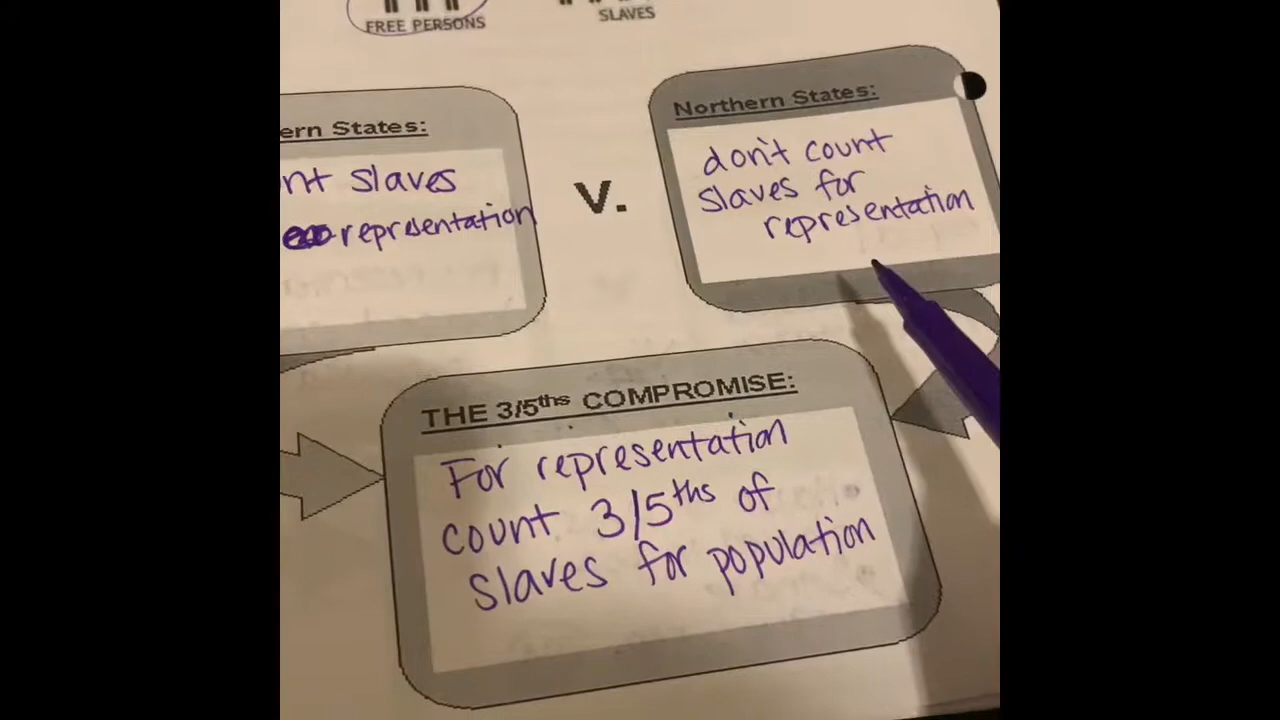 FREE PERSONS
SLAVES
ern States:
nt slaves
representation
V.
Northern States:
don't count
slaves for
representation
THE 3/5ths COMPROMISE:
For representation
count 3/5ths of
slaves for population